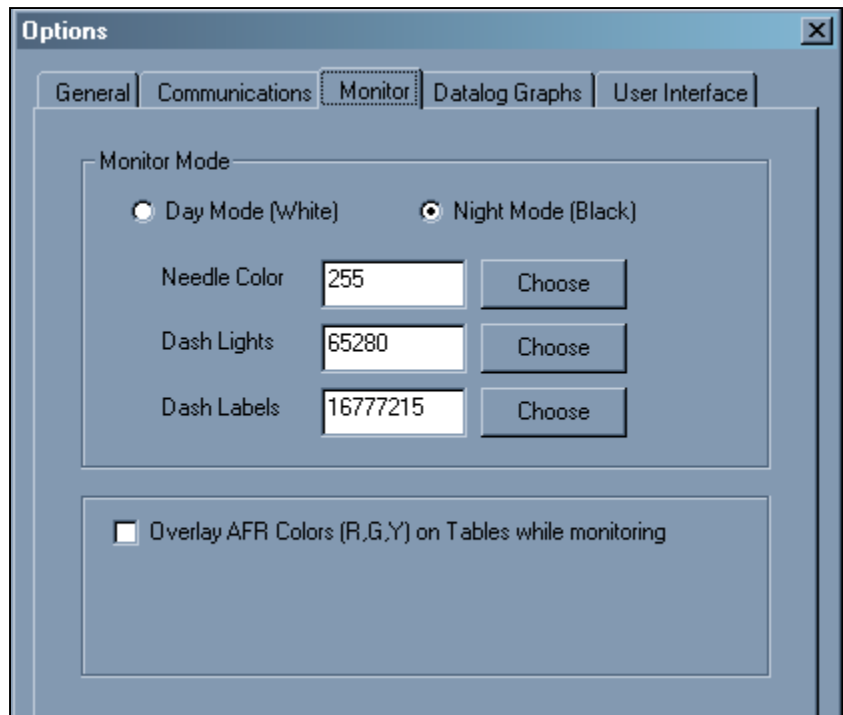 Options
General Communications Monitor Datalog Graphs User Interface
Monitor Mode
Day Mode (White) Night Mode (Black)
Needle Color 255 Choose
Dash Lights 65280 Choose
Dash Labels 16777215 Choose
Overlay AFR Colors (R,G,Y) on Tables while monitoring